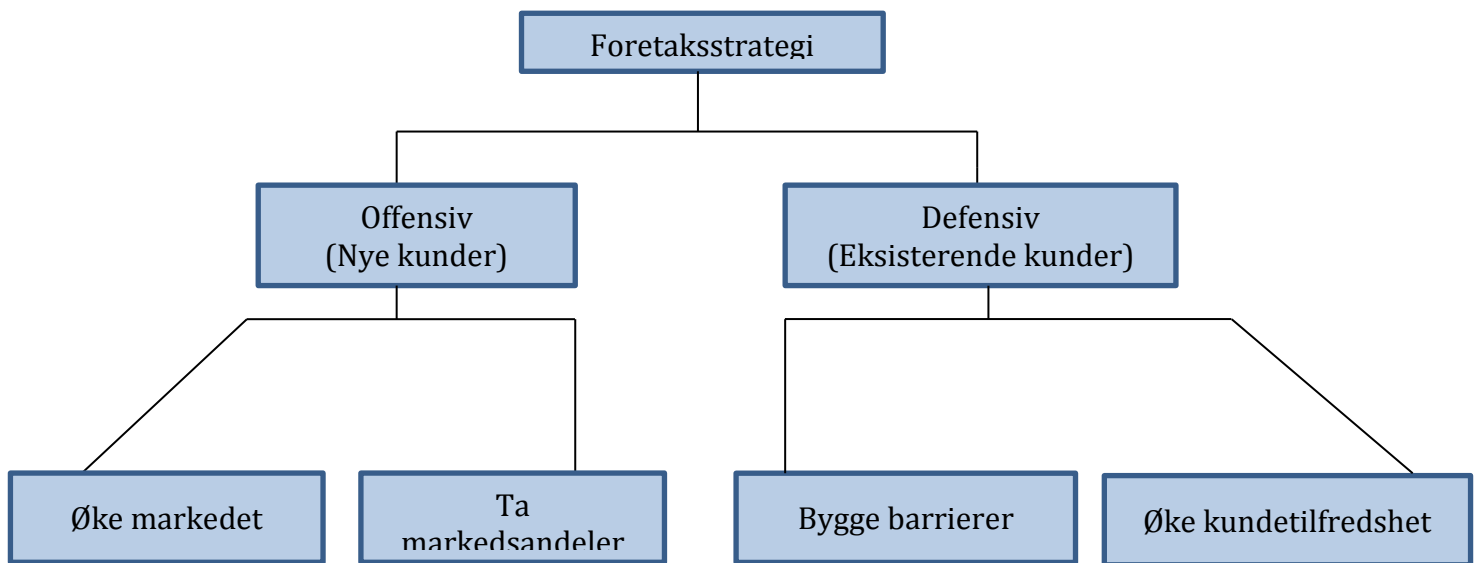 Foretaksstrategi
Offensiv
(Nye kunder)
Defensiv
(Eksisterende kunder)
Øke markedet
Ta
markedsandeler
Bygge barrierer
Øke kundetilfredshet